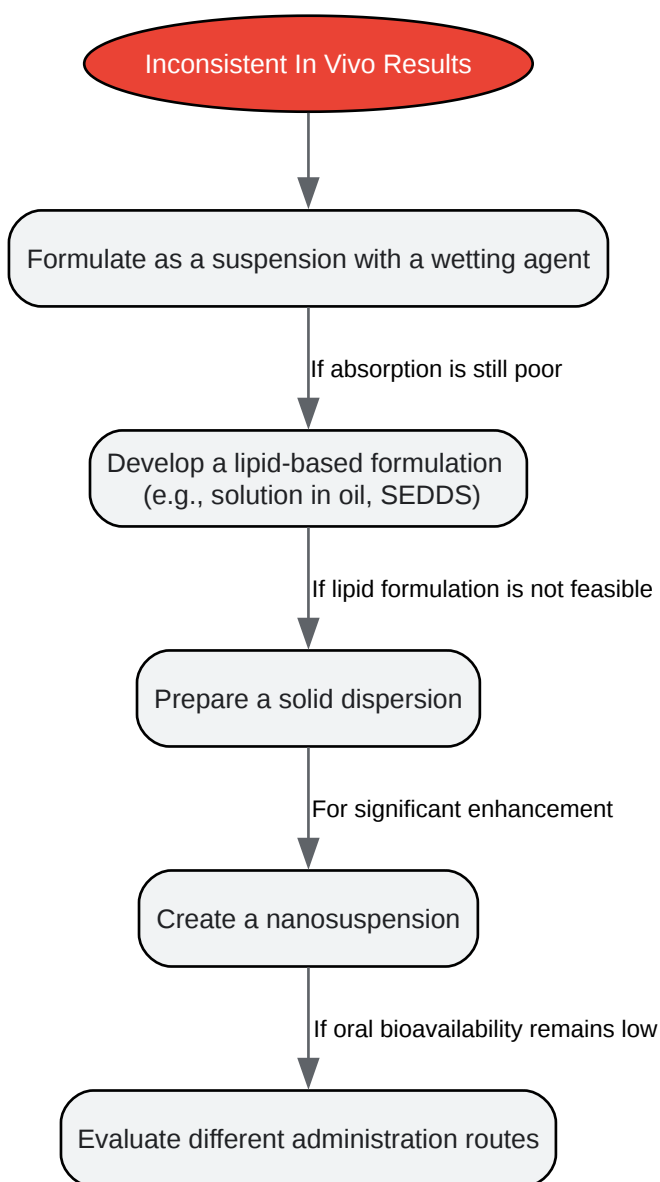 Inconsistent In Vivo Results
Formulate as a suspension with a wetting agent
If absorption is still poor
Develop a lipid-based formulation
(e.g., solution in oil, SEDDS)
If lipid formulation is not feasible
Prepare a solid dispersion
For significant enhancement
Create a nanosuspension
If oral bioavailability remains low
Evaluate different administration routes